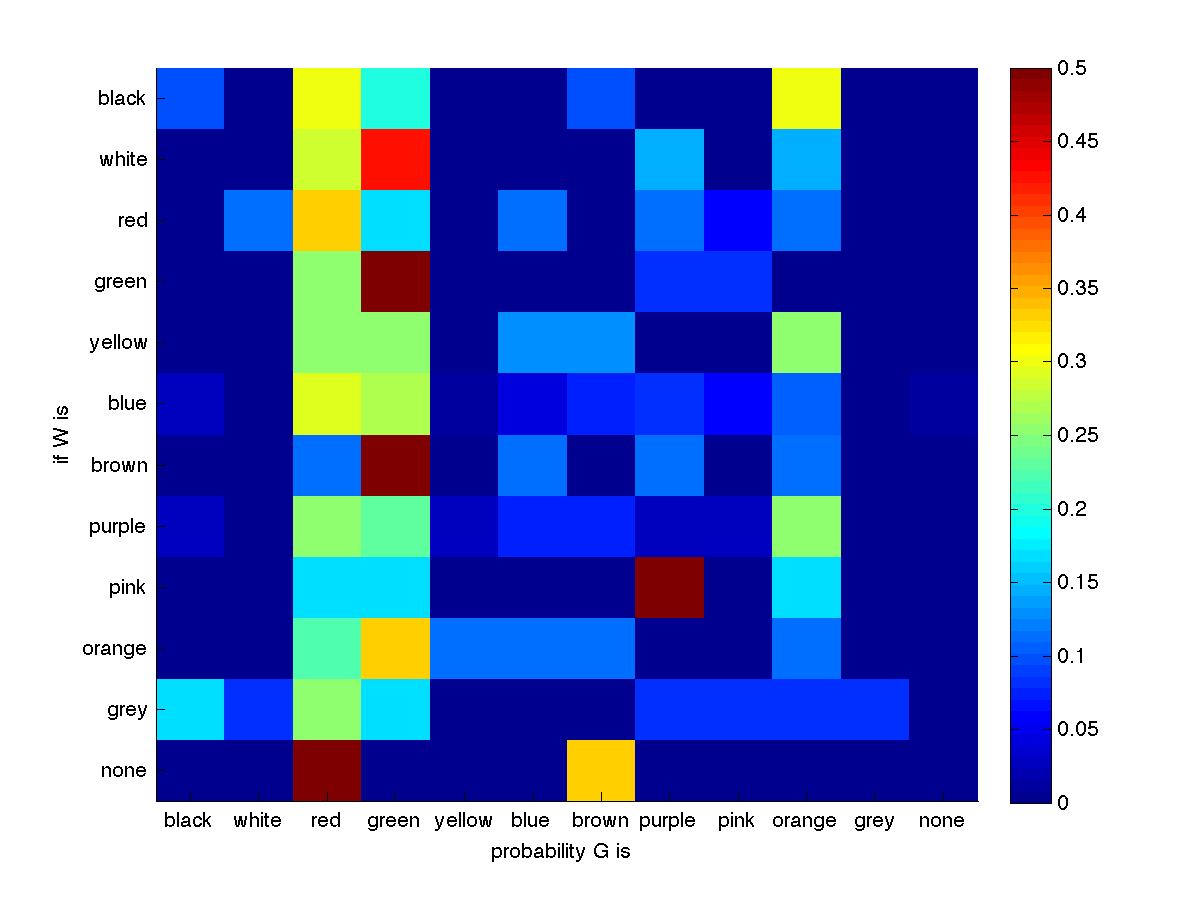 black
white
red
green
yellow
blue
brown
purple
pink
orange
grey
none
if W is
black white red green yellow blue brown purple pink orange grey none
probability G is
0.5
0.45
0.4
0.35
0.3
0.25
0.2
0.15
0.1
0.05
0